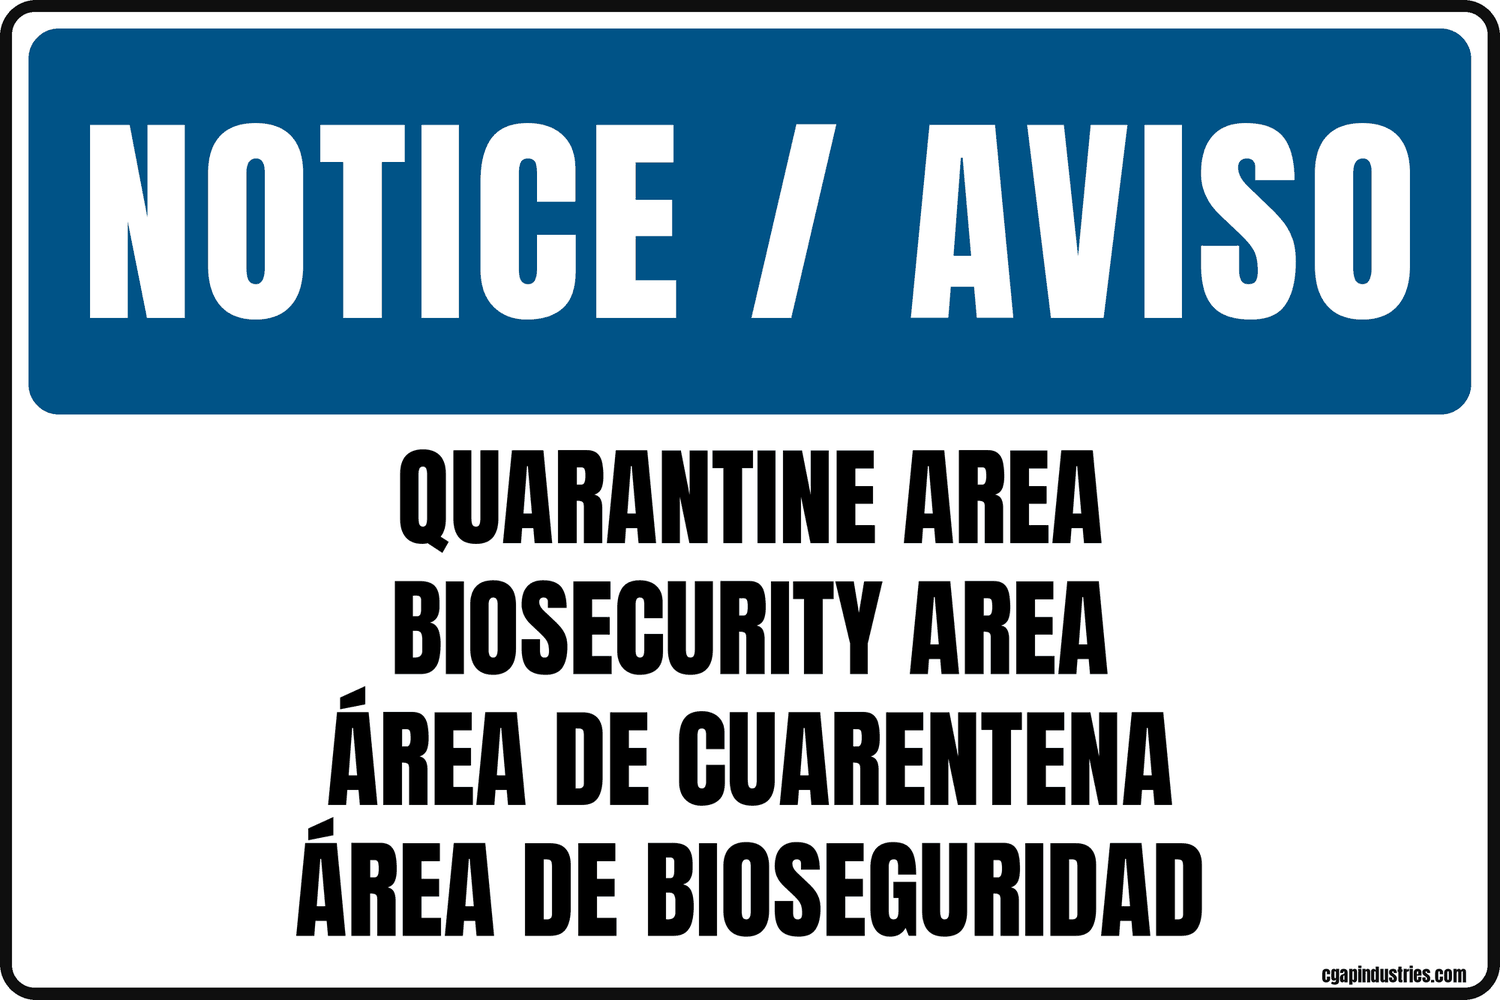 NOTICE / AVISO
QUARANTINE AREA
BIOSECURITY AREA
ÁREA DE CUARENTENA
ÁREA DE BIOSEGURIDAD
cgapindustries.com